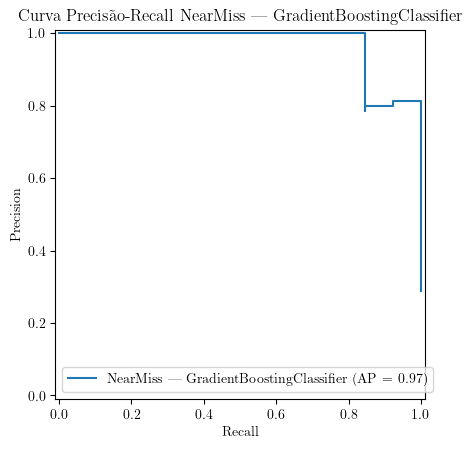 Curva Precisão-Recall NearMiss — GradientBoostingClassifier
1.0
0.8
0.6
0.4
0.2
0.0
Precision
NearMiss — GradientBoostingClassifier (AP = 0.97)
0.0 0.2 0.4 0.6 0.8 1.0
Recall